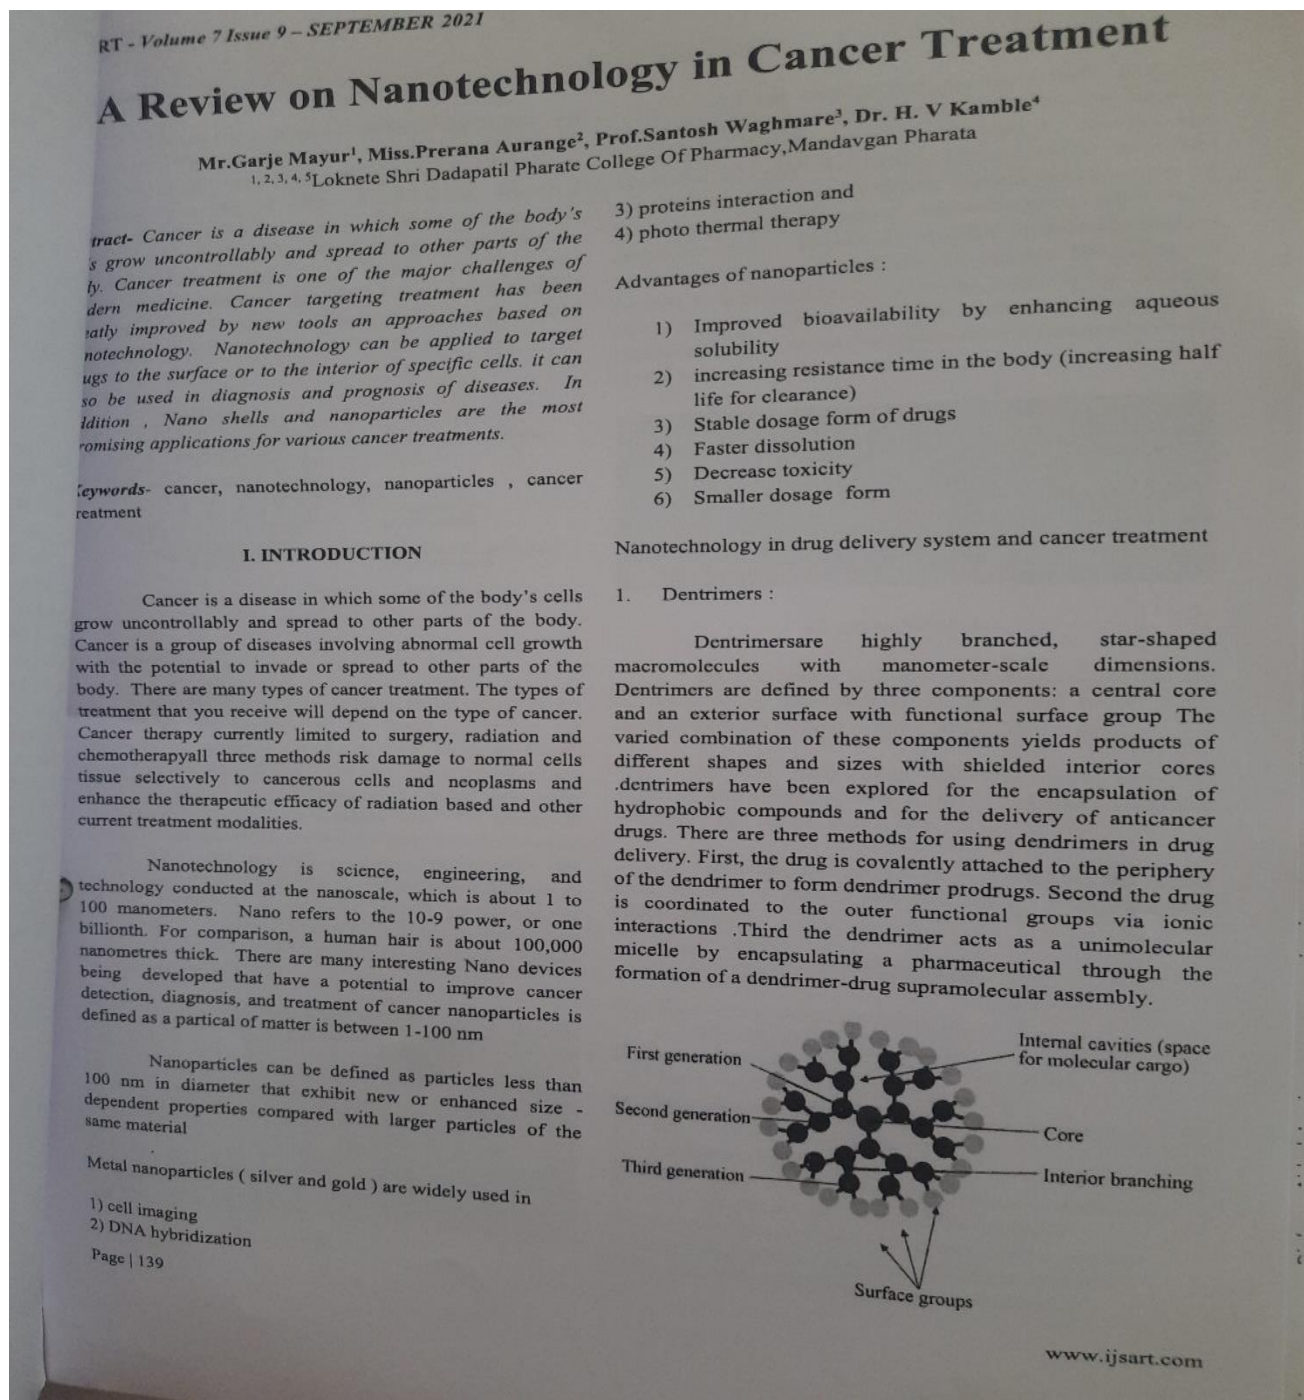 RT - Volume 7 Issue 9 – SEPTEMBER 2021
A Review on Nanotechnology in Cancer Treatment
Mr.Garje Mayur¹, Miss.Prerana Aurange², Prof.Santosh Waghmare³, Dr. H. V Kamble⁴
¹, ², ³, ⁴, ⁵Loknete Shri Dadapatil Pharate College Of Pharmacy,Mandavgan Pharata
tract- Cancer is a disease in which some of the body's
's grow uncontrollably and spread to other parts of the
ly. Cancer treatment is one of the major challenges of
dern medicine. Cancer targeting treatment has been
eatly improved by new tools an approaches based on
notechnology. Nanotechnology can be applied to target
ugs to the surface or to the interior of specific cells. it can
so be used in diagnosis and prognosis of diseases. In
ldition , Nano shells and nanoparticles are the most
romising applications for various cancer treatments.
Keywords- cancer, nanotechnology, nanoparticles , cancer
reatment
I. INTRODUCTION
Cancer is a disease in which some of the body's cells
grow uncontrollably and spread to other parts of the body.
Cancer is a group of diseases involving abnormal cell growth
with the potential to invade or spread to other parts of the
body. There are many types of cancer treatment. The types of
treatment that you receive will depend on the type of cancer.
Cancer therapy currently limited to surgery, radiation and
chemotherapyall three methods risk damage to normal cells
tissue selectively to cancerous cells and neoplasms and
enhance the therapeutic efficacy of radiation based and other
current treatment modalities.
Nanotechnology is science, engineering, and
technology conducted at the nanoscale, which is about 1 to
100 manometers. Nano refers to the 10-9 power, or one
billionth. For comparison, a human hair is about 100,000
nanometres thick. There are many interesting Nano devices
being developed that have a potential to improve cancer
detection, diagnosis, and treatment of cancer nanoparticles is
defined as a partical of matter is between 1-100 nm
Nanoparticles can be defined as particles less than
100 nm in diameter that exhibit new or enhanced size -
dependent properties compared with larger particles of the
same material
Metal nanoparticles ( silver and gold ) are widely used in
1) cell imaging
2) DNA hybridization
Page | 139
3) proteins interaction and
4) photo thermal therapy
Advantages of nanoparticles :
1) Improved bioavailability by enhancing aqueous
solubility
2) increasing resistance time in the body (increasing half
life for clearance)
3) Stable dosage form of drugs
4) Faster dissolution
5) Decrease toxicity
6) Smaller dosage form
Nanotechnology in drug delivery system and cancer treatment
1. Dentrimers :
Dentrimersare highly branched, star-shaped
macromolecules with manometer-scale dimensions.
Dentrimers are defined by three components: a central core
and an exterior surface with functional surface group The
varied combination of these components yields products of
different shapes and sizes with shielded interior cores
.dentrimers have been explored for the encapsulation of
hydrophobic compounds and for the delivery of anticancer
drugs. There are three methods for using dendrimers in drug
delivery. First, the drug is covalently attached to the periphery
of the dendrimer to form dendrimer prodrugs. Second the drug
is coordinated to the outer functional groups via ionic
interactions .Third the dendrimer acts as a unimolecular
micelle by encapsulating a pharmaceutical through the
formation of a dendrimer-drug supramolecular assembly.
First generation
Second generation
Third generation
Internal cavities (space
for molecular cargo)
Core
Interior branching
Surface groups
www.ijsart.com